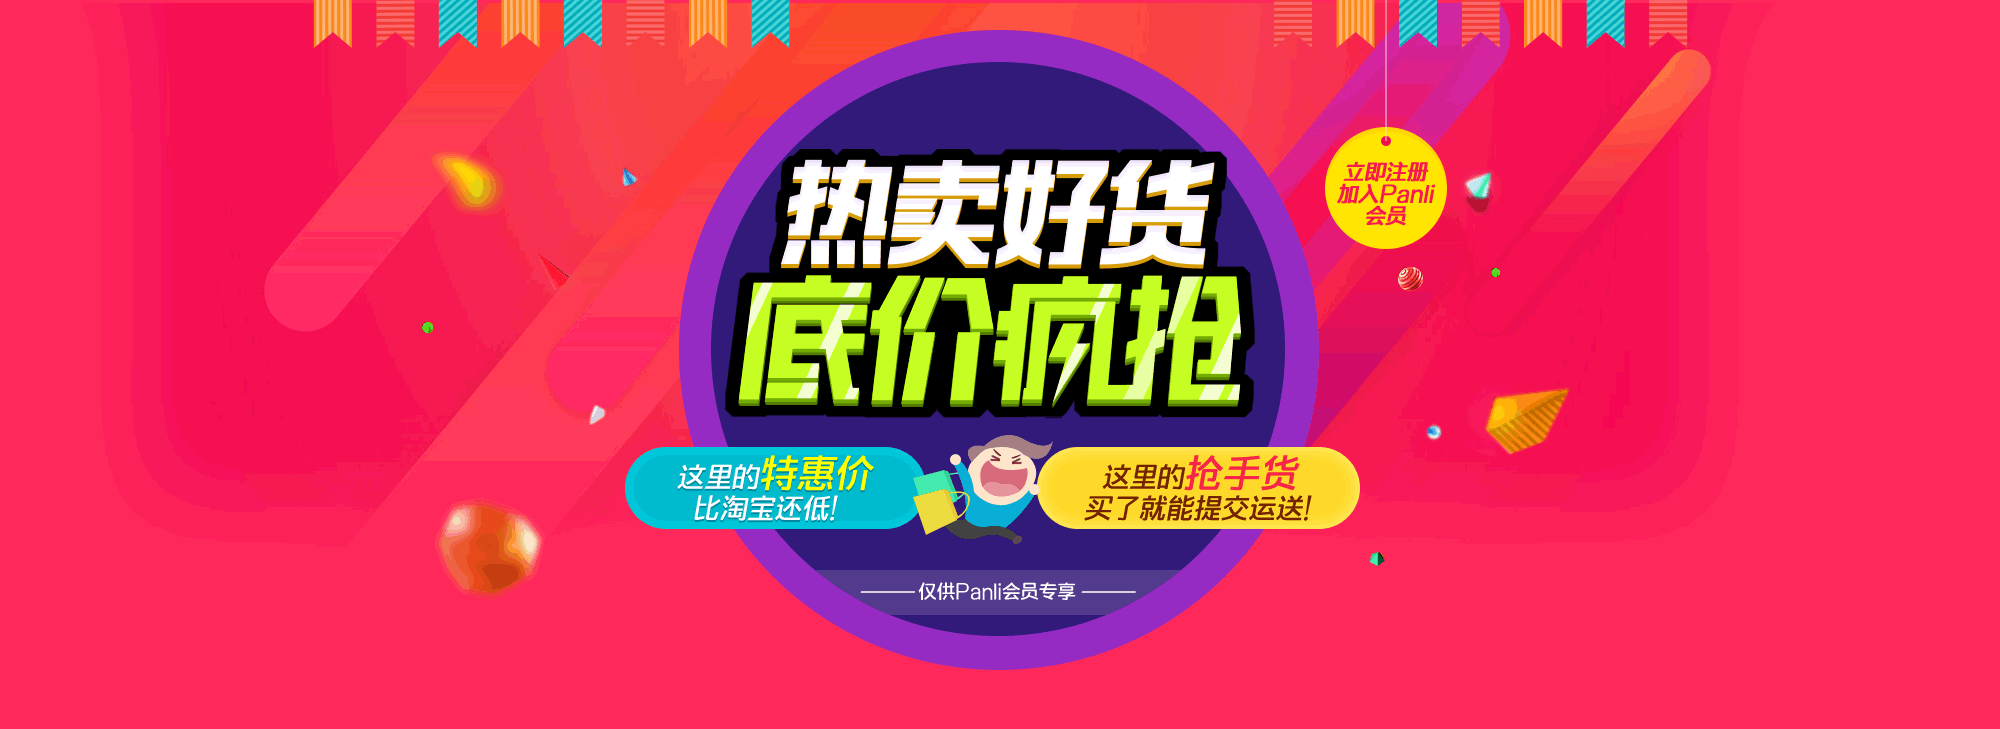 热卖好货
底价疯抢
立即注册
加入Panli
会员
这里的特惠价
比淘宝还低!
这里的抢手货
买了就能提交运送!
仅供Panli会员专享